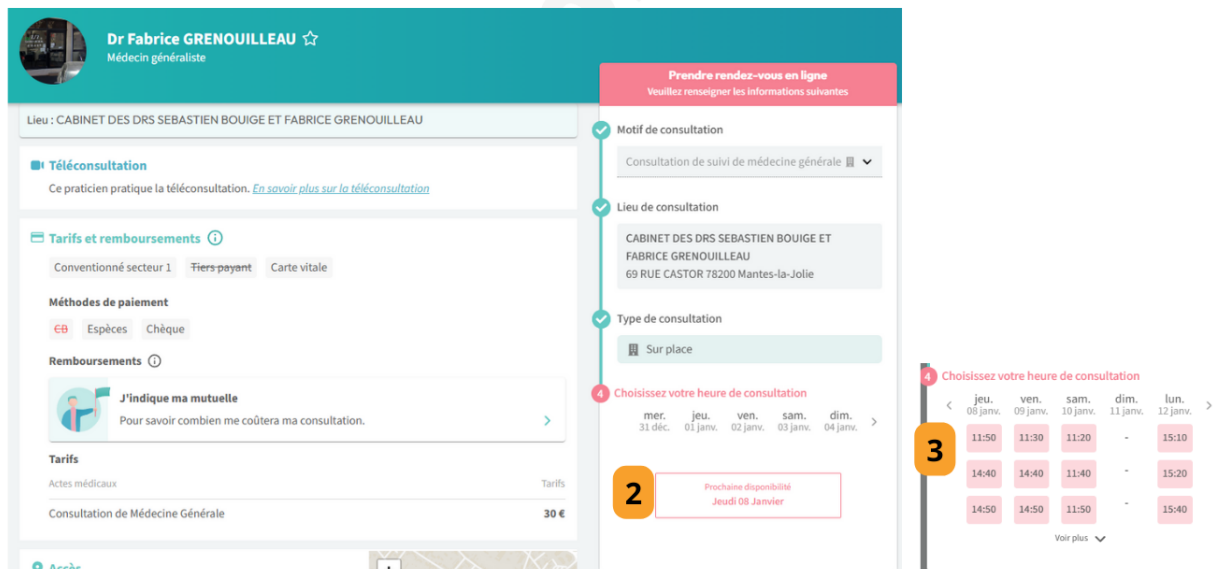 Dr Fabrice GRENOUILLEAU
Médecin généraliste
Lieu : CABINET DES DRS SEBASTIEN BOUIGE ET FABRICE GRENOUILLEAU
Téléconsultation
Ce praticien pratique la téléconsultation. En savoir plus sur la téléconsultation
Tarifs et remboursements
Conventionné secteur 1 Tiers payant Carte vitale
Méthodes de paiement
CB Espèces Chèque
Remboursements
J'indique ma mutuelle
Pour savoir combien me coûtera ma consultation.
Tarifs
Actes médicaux Tarifs
Consultation de Médecine Générale 30 €
Accès
+
Prendre rendez-vous en ligne
Veuillez renseigner les informations suivantes
Motif de consultation
Consultation de suivi de médecine générale
Lieu de consultation
CABINET DES DRS SEBASTIEN BOUIGE ET
FABRICE GRENOUILLEAU
69 RUE CASTOR 78200 Mantes-la-Jolie
Type de consultation
Sur place
4 Choisissez votre heure de consultation
mer. jeu. ven. sam. dim.
31 déc. 01 janv. 02 janv. 03 janv. 04 janv.
2
Prochaine disponibilité
Jeudi 08 Janvier
4 Choisissez votre heure de consultation
jeu. ven. sam. dim. lun.
08 janv. 09 janv. 10 janv. 11 janv. 12 janv.
3
11:50 11:30 11:20 - 15:10
14:40 14:40 11:40 - 15:20
14:50 14:50 11:50 - 15:40
Voir plus